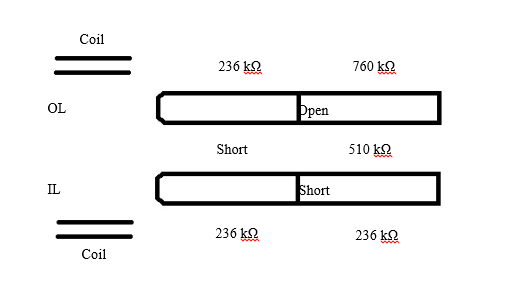 Coil
236 kΩ 760 kΩ
OL
Open
Short 510 kΩ
IL
Short
236 kΩ 236 kΩ
Coil